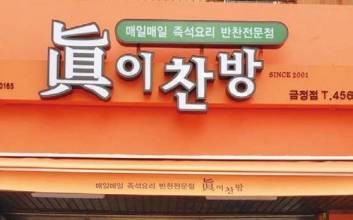 매일매일 즉석요리 반찬전문점
眞이찬방
SINCE 2001
0165
금정점 T.456
매일매일 즉석요리 반찬전문점 眞이찬방